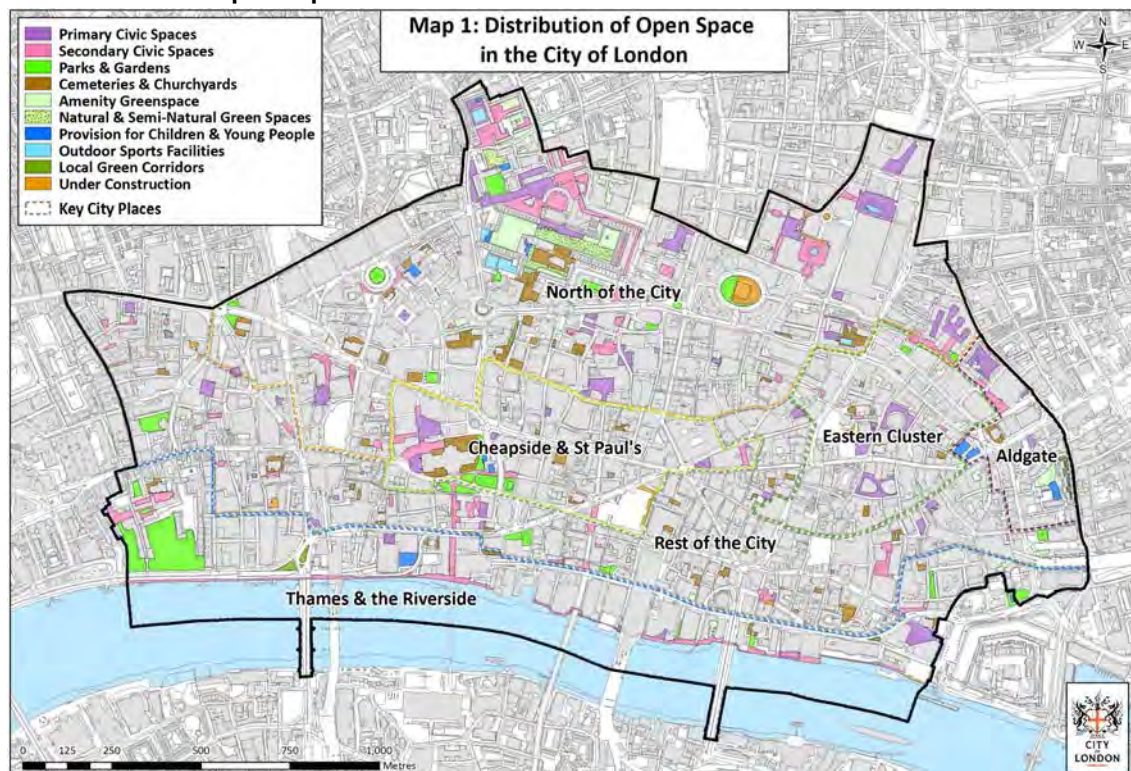 Map 1: Distribution of Open Space
in the City of London
Primary Civic Spaces
Secondary Civic Spaces
Parks & Gardens
Cemeteries & Churchyards
Amenity Greenspace
Natural & Semi-Natural Green Spaces
Provision for Children & Young People
Outdoor Sports Facilities
Local Green Corridors
Under Construction
Key City Places
N
W E
S
North of the City
Cheapside & St Paul's
Eastern Cluster
Aldgate
Rest of the City
Thames & the Riverside
0 125 250 500 750 1,000
Metres
CITY
LONDON